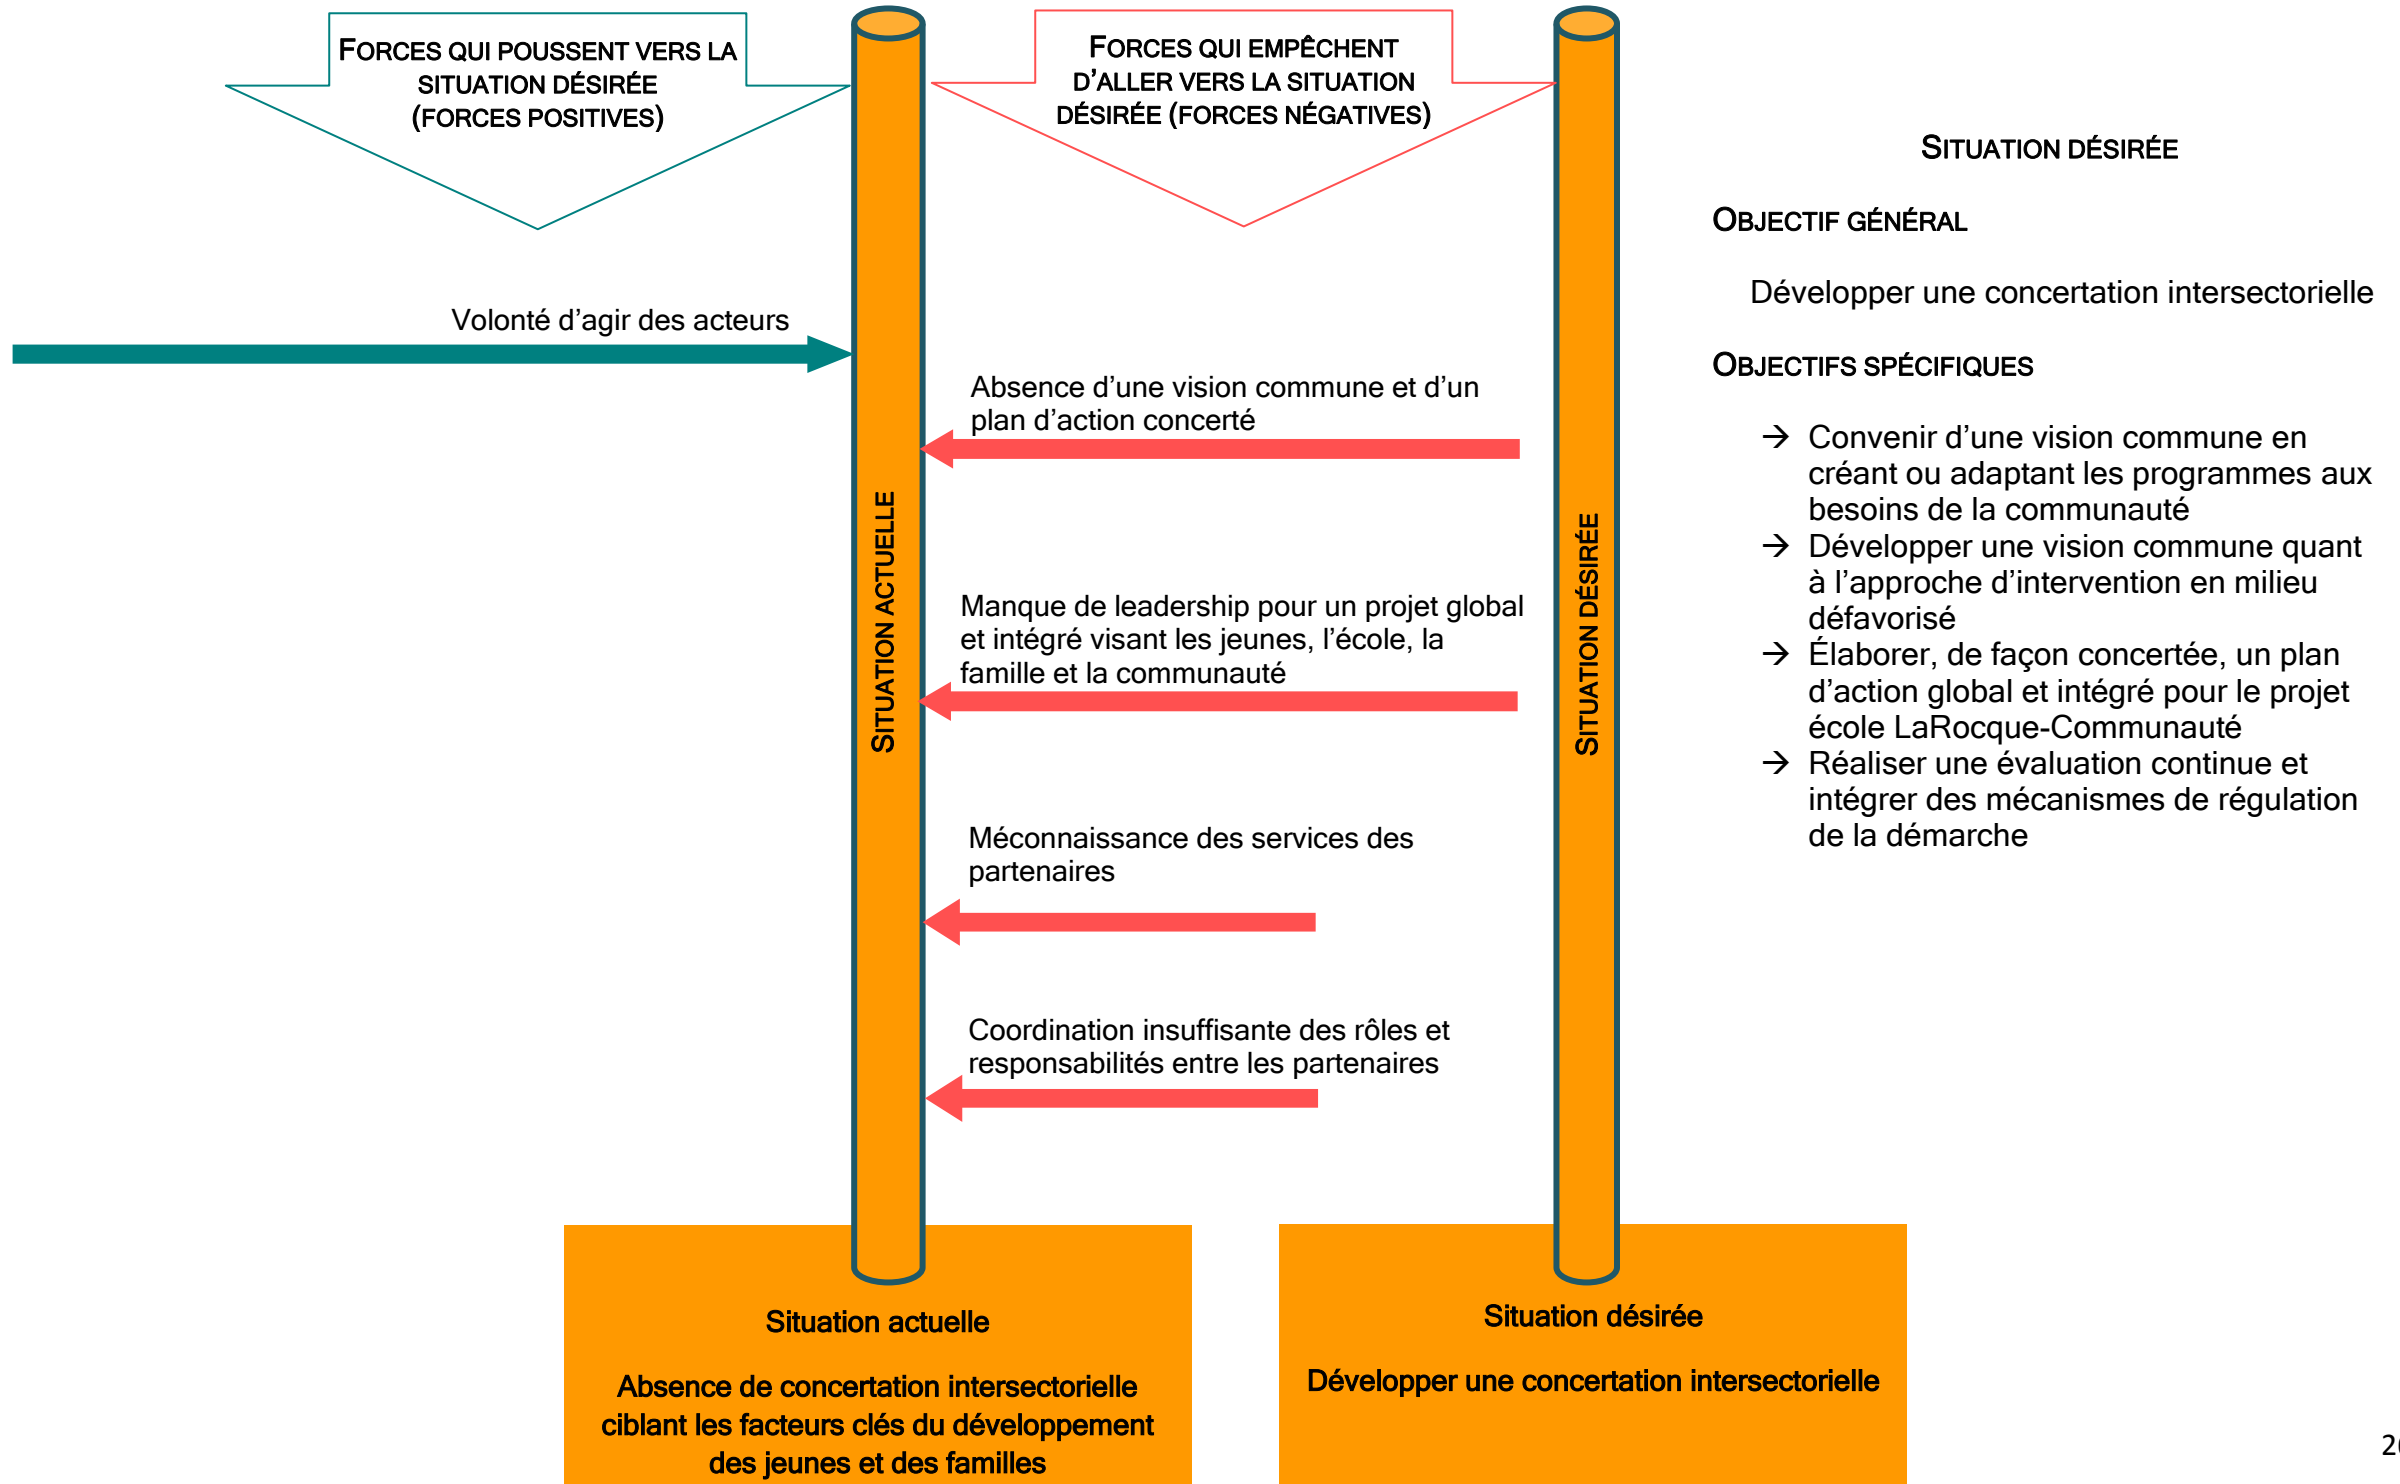 FORCES QUI POUSSENT VERS LA
SITUATION DÉSIRÉE
(FORCES POSITIVES)
FORCES QUI EMPÊCHENT
D’ALLER VERS LA SITUATION
DÉSIRÉE (FORCES NÉGATIVES)
Volonté d’agir des acteurs
SITUATION ACTUELLE
Absence d’une vision commune et d’un
plan d’action concerté
Manque de leadership pour un projet global
et intégré visant les jeunes, l’école, la
famille et la communauté
Méconnaissance des services des
partenaires
Coordination insuffisante des rôles et
responsabilités entre les partenaires
SITUATION DÉSIRÉE
SITUATION DÉSIRÉE
OBJECTIF GÉNÉRAL
Développer une concertation intersectorielle
OBJECTIFS SPÉCIFIQUES
→ Convenir d’une vision commune en
créant ou adaptant les programmes aux
besoins de la communauté
→ Développer une vision commune quant
à l’approche d’intervention en milieu
défavorisé
→ Élaborer, de façon concertée, un plan
d’action global et intégré pour le projet
école LaRocque-Communauté
→ Réaliser une évaluation continue et
intégrer des mécanismes de régulation
de la démarche
Situation actuelle
Absence de concertation intersectorielle
ciblant les facteurs clés du développement
des jeunes et des familles
Situation désirée
Développer une concertation intersectorielle